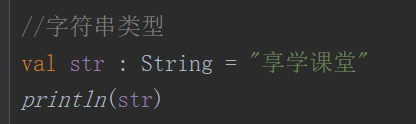 //字符串类型
val str : String = "享学课堂"
println(str)